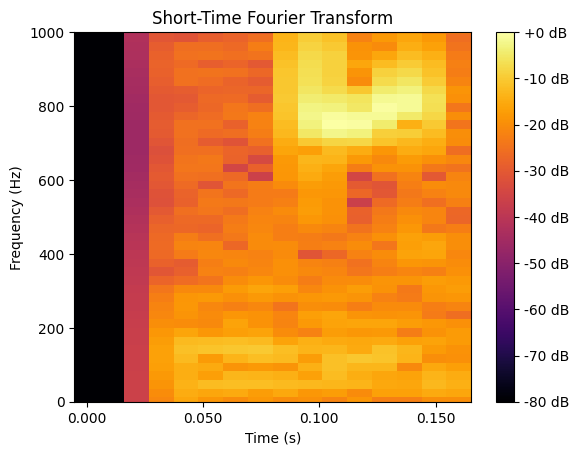 Short-Time Fourier Transform
Frequency (Hz)
1000
800
600
400
200
0
0.000
0.050
0.100
0.150
Time (s)
+0 dB
-10 dB
-20 dB
-30 dB
-40 dB
-50 dB
-60 dB
-70 dB
-80 dB